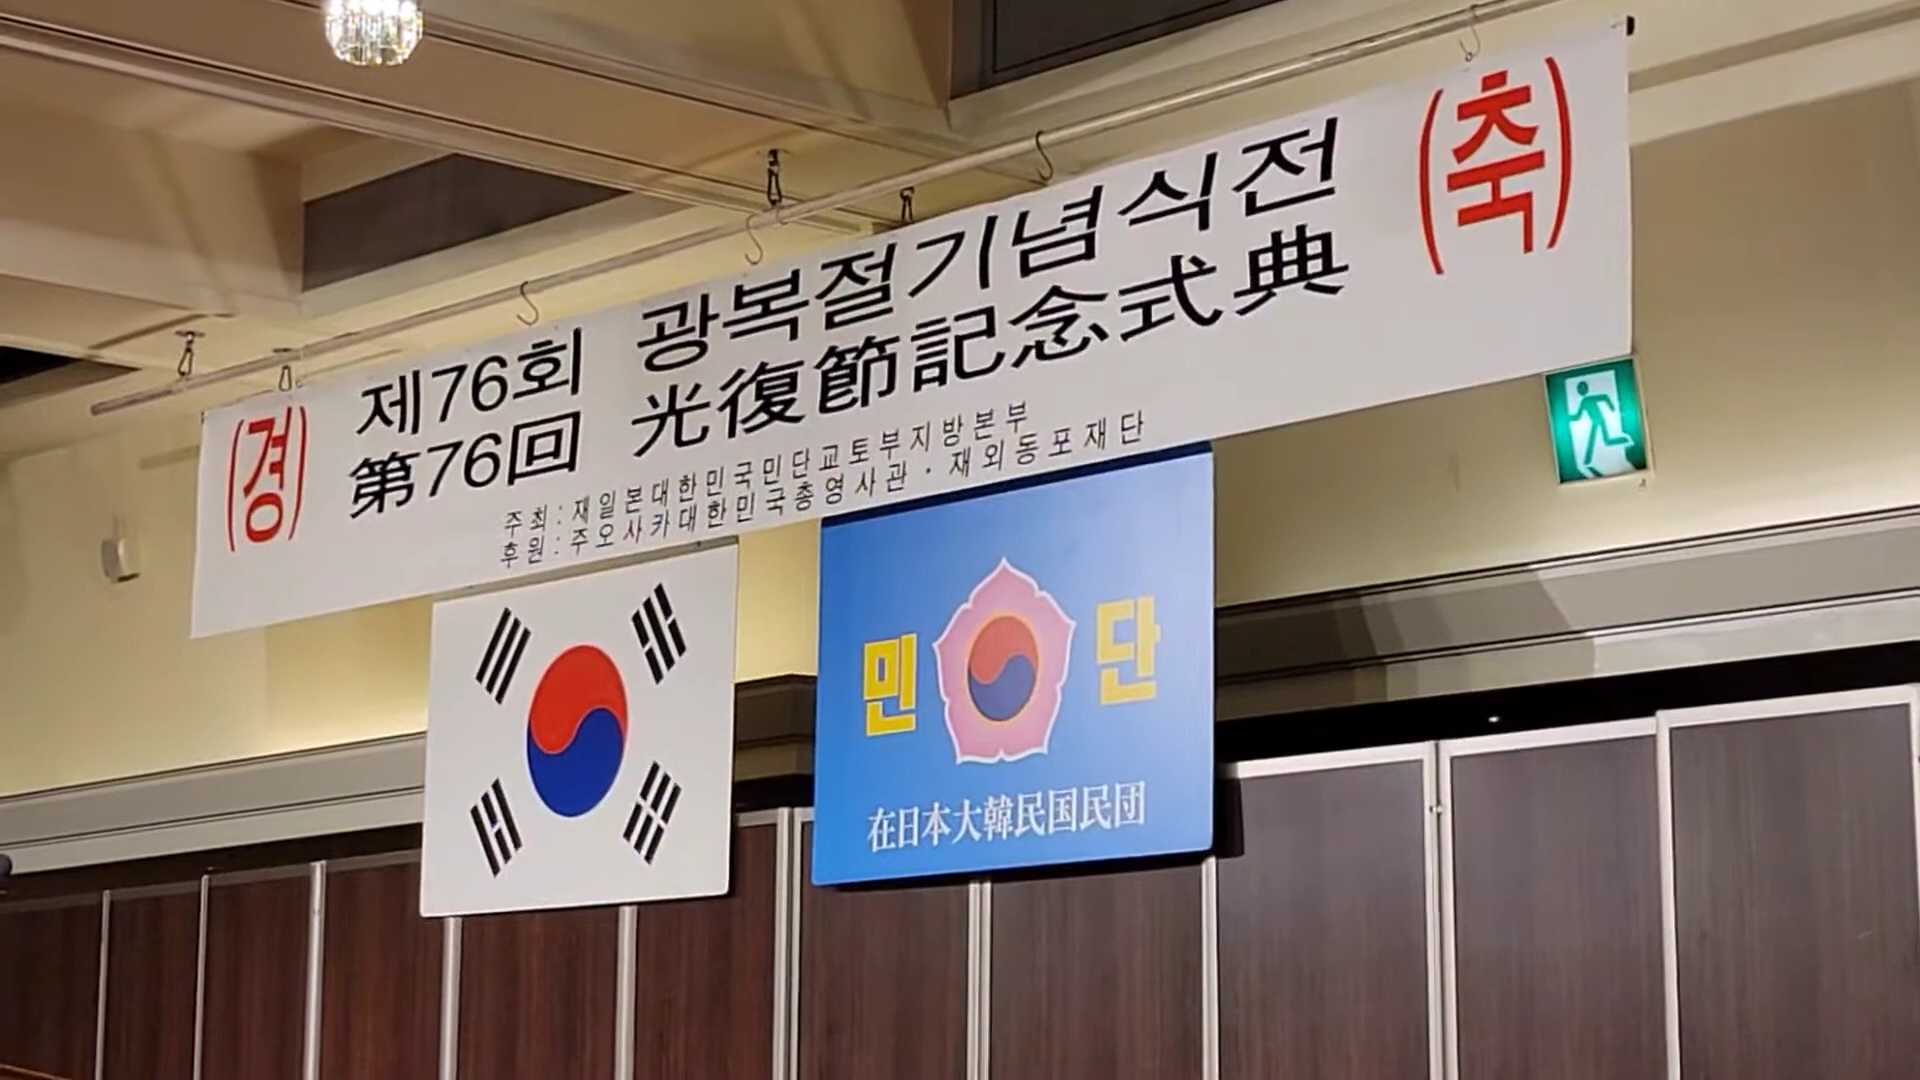 (경) 제76회 광복절기념식전 (축)
第76回 光復節記念式典
주최:재일본대한민국민단교토부지방본부
후원:주오사카대한민국총영사관·재외동포재단
민 단
在日本大韓民国民団